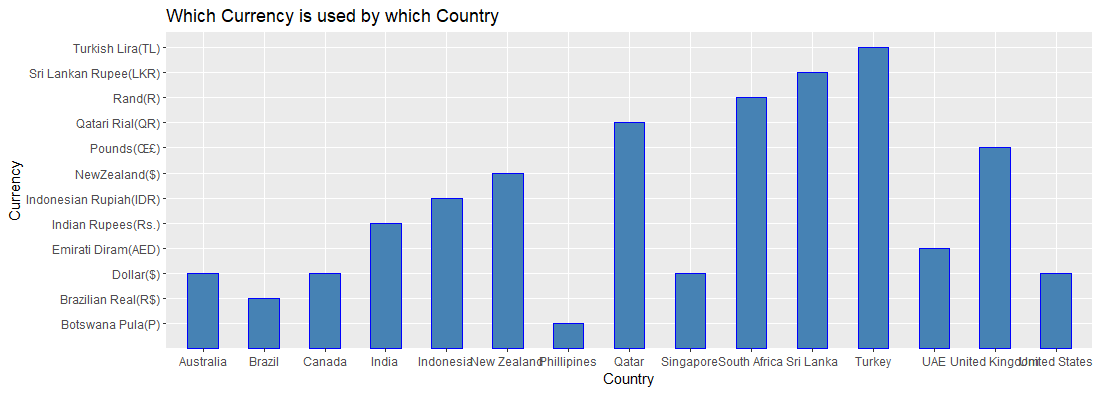 Which Currency is used by which Country
Turkish Lira(TL)
Sri Lankan Rupee(LKR)
Rand(R)
Qatari Rial(QR)
Pounds(Œ£)
NewZealand($)
Indonesian Rupiah(IDR)
Indian Rupees(Rs.)
Emirati Diram(AED)
Dollar($)
Brazilian Real(R$)
Botswana Pula(P)
Currency
Australia Brazil Canada India Indonesia New Zealand Phillipines Qatar Singapore South Africa Sri Lanka Turkey UAE United Kingdom United States
Country